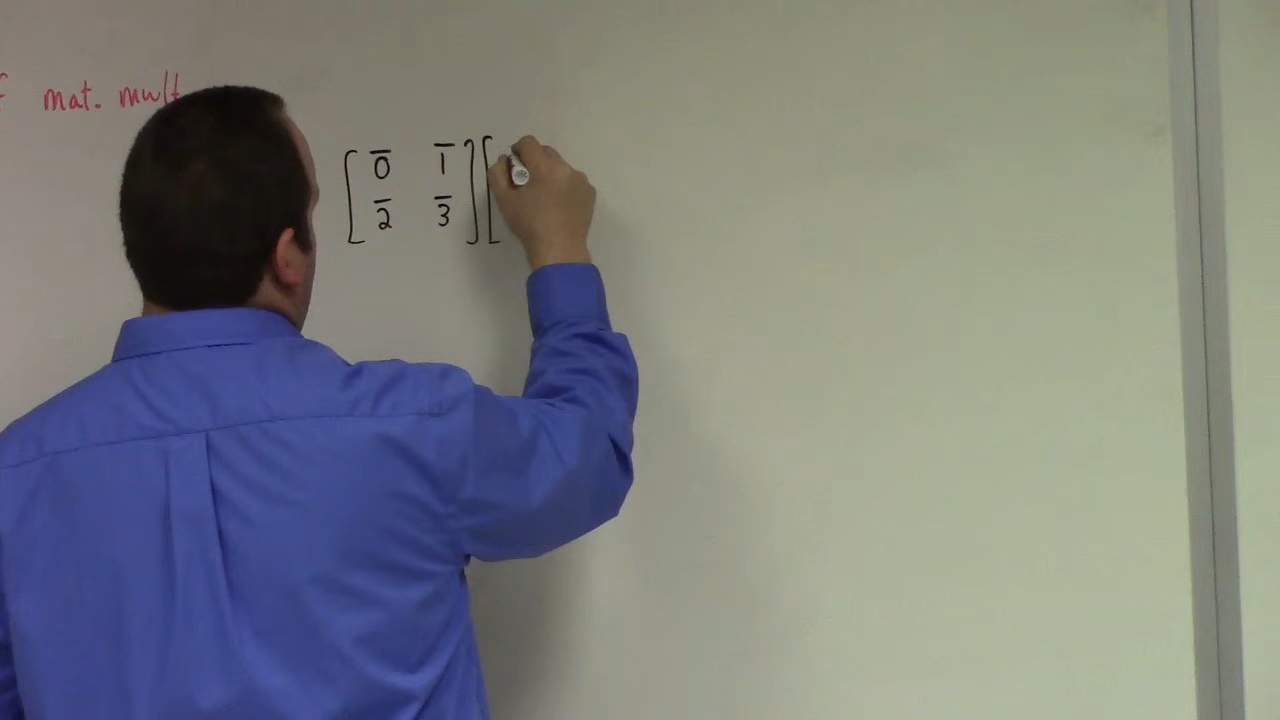 mat. mult
[ 0̅ 1̅ ] [
[ 2̅ 3̅ ] [